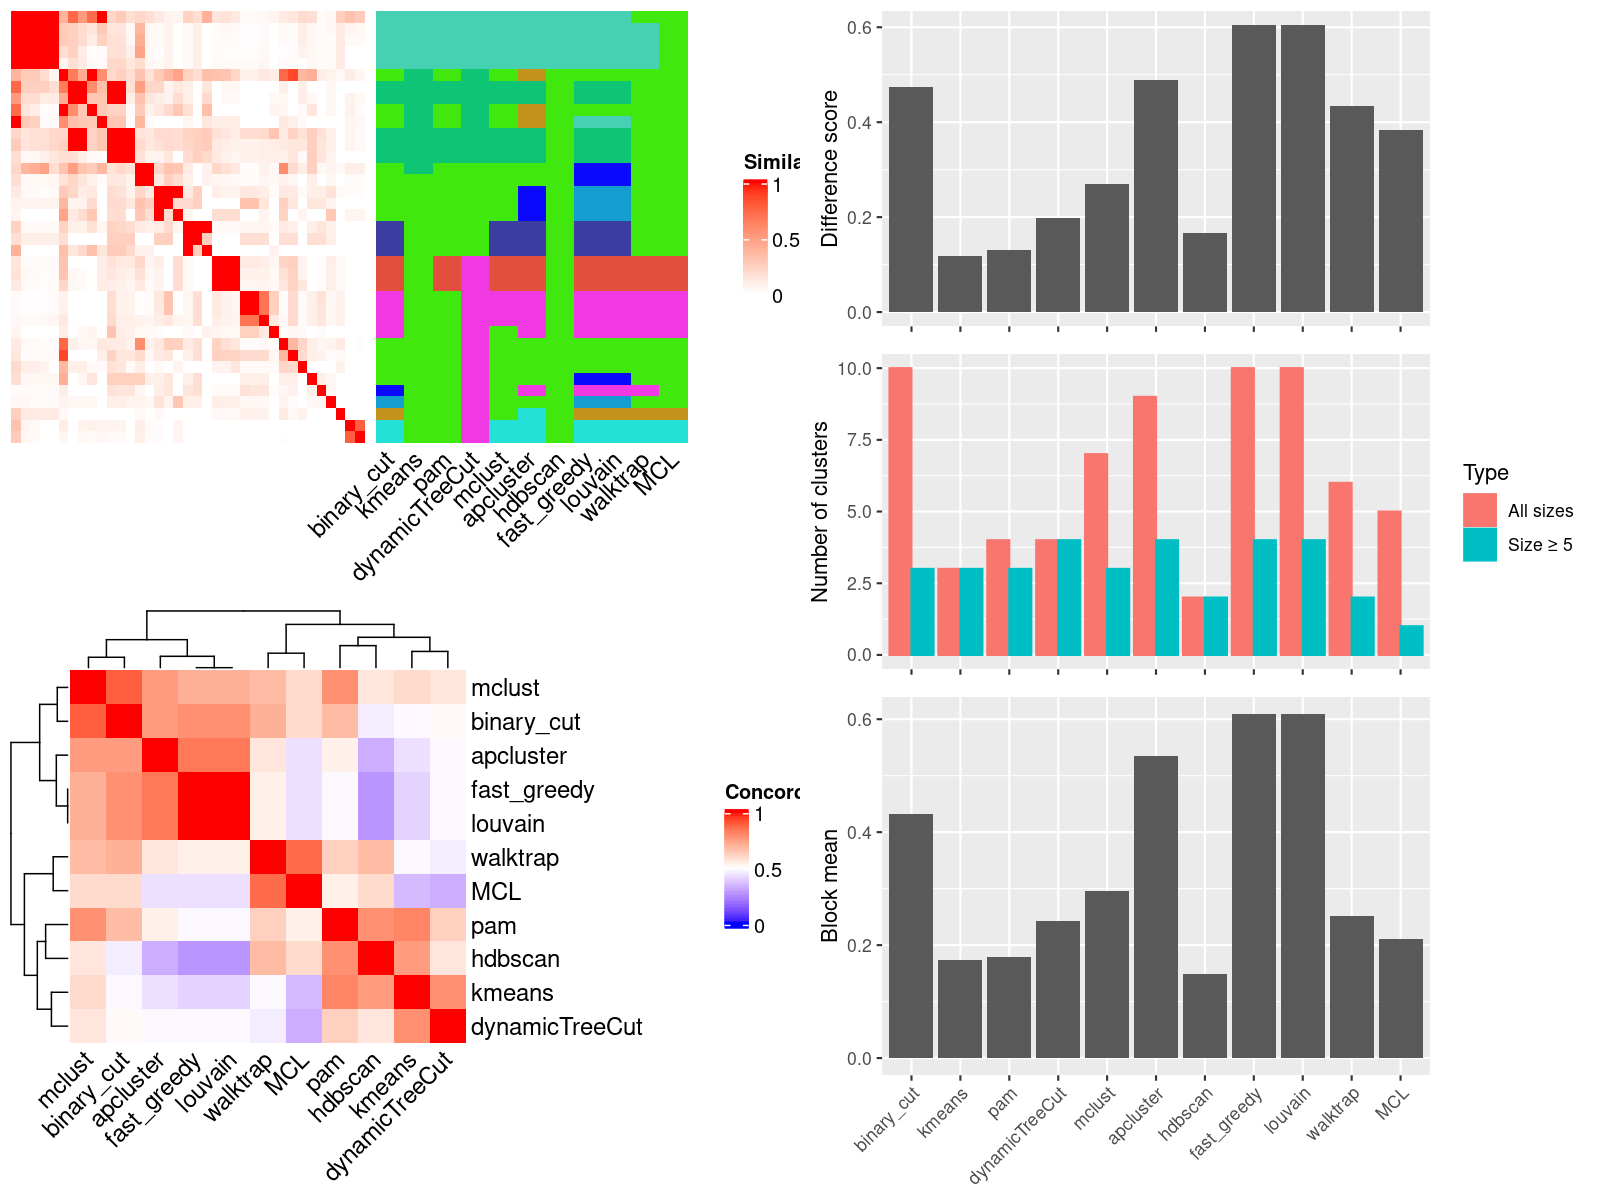 Simila
1
0.5
0
binary_cut
kmeans
pam
dynamicTreeCut
mclust
apcluster
hdbscan
fast_greedy
louvain
walktrap
MCL
mclust
binary_cut
apcluster
fast_greedy
louvain
walktrap
MCL
pam
hdbscan
kmeans
dynamicTreeCut
mclust
binary_cut
apcluster
fast_greedy
louvain
walktrap
MCL
pam
hdbscan
kmeans
dynamicTreeCut
Concord
1
0.5
0
Difference score
0.6
0.4
0.2
0.0
Number of clusters
10.0
7.5
5.0
2.5
0.0
Type
All sizes
Size ≥ 5
Block mean
0.6
0.4
0.2
0.0
binary_cut
kmeans
pam
dynamicTreeCut
mclust
apcluster
hdbscan
fast_greedy
louvain
walktrap
MCL